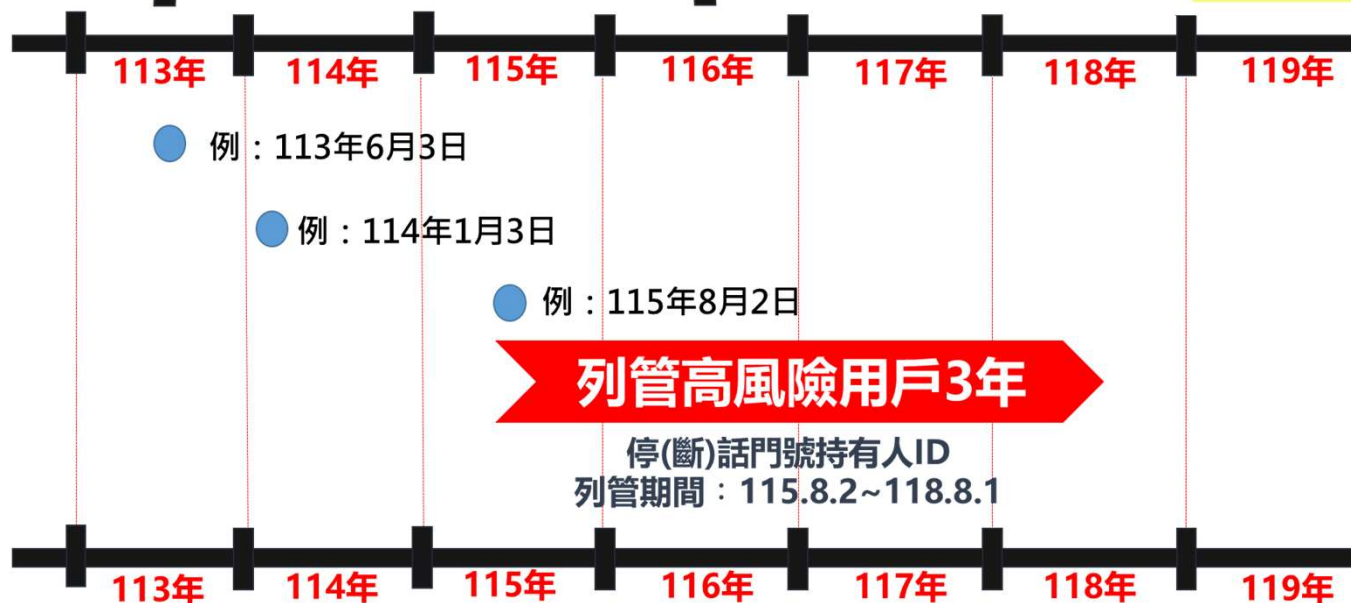 113年 114年 115年 116年 117年 118年 119年
例：113年6月3日
例：114年1月3日
例：115年8月2日
列管高風險用戶3年
停(斷)話門號持有人ID
列管期間：115.8.2~118.8.1
113年 114年 115年 116年 117年 118年 119年